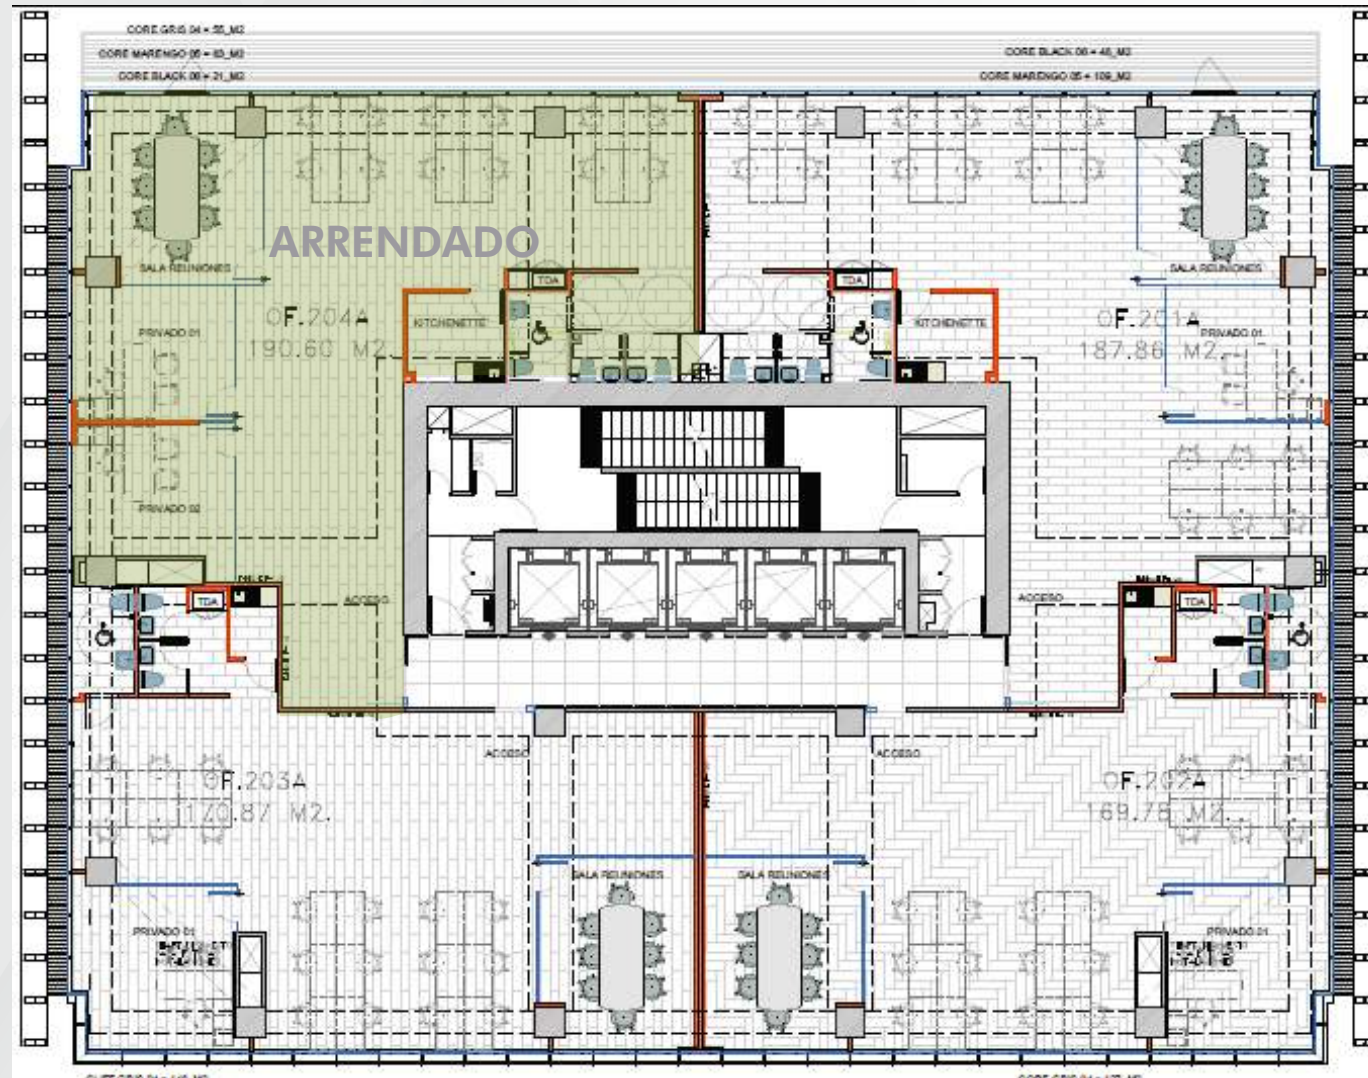 CORE GRIS 04 = 55_M2
CORE MARENGO 05 = 83_M2
CORE BLACK 06 = 21_M2
CORE BLACK 06 = 48_M2
CORE MARENGO 05 = 109_M2
ARRENDADO
SALA REUNIONES
SALA REUNIONES
TDA
TDA
OF.204A
190.60 M2.
KITCHENETTE
KITCHENETTE
OF.201A
187.86 M2.
PRIVADO 01
PRIVADO 01
PRIVADO 02
ACCESO
ACCESO
TDA
TDA
ACCESO
ACCESO
OF.203A
170.87 M2.
OF.202A
169.78 M2.
SALA REUNIONES
SALA REUNIONES
PRIVADO 01
PRIVADO 01